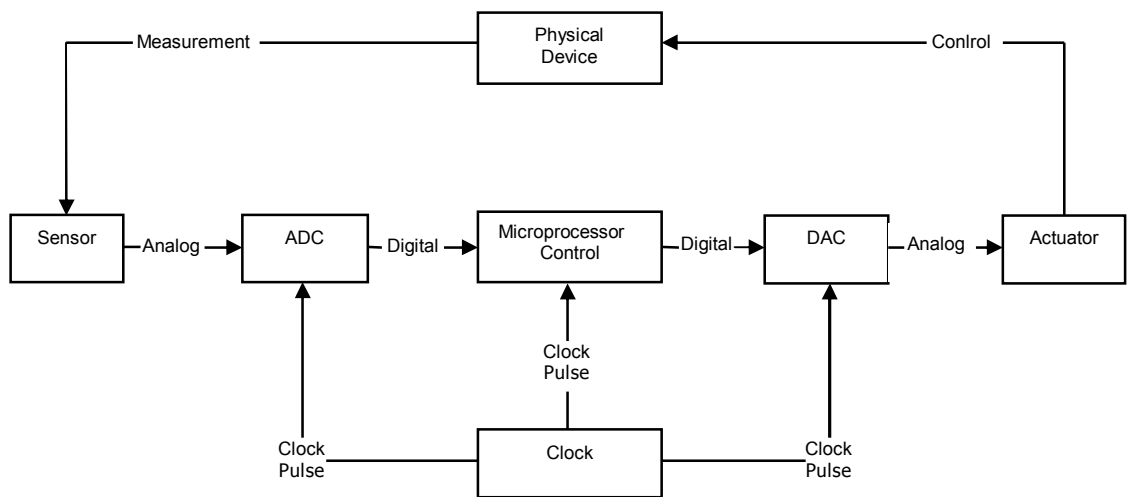 Measurement
Physical
Device
Conlrol
Sensor
Analog
ADC
Digital
Microprocessor
Control
Digital
DAC
Analog
Actuator
Clock
Pulse
Clock
Pulse
Clock
Clock
Pulse